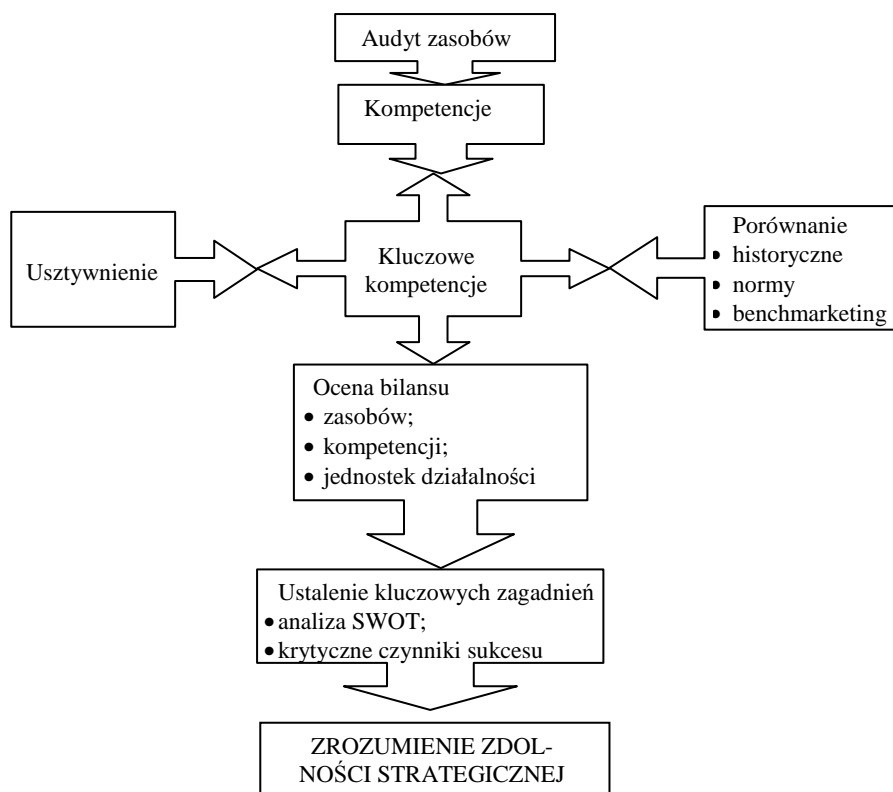 Audyt zasobów
Kompetencje
Usztywnienie
Kluczowe
kompetencje
Porównanie
• historyczne
• normy
• benchmarketing
Ocena bilansu
• zasobów;
• kompetencji;
• jednostek działalności
Ustalenie kluczowych zagadnień
• analiza SWOT;
• krytyczne czynniki sukcesu
ZROZUMIENIE ZDOL-
NOŚCI STRATEGICZNEJ